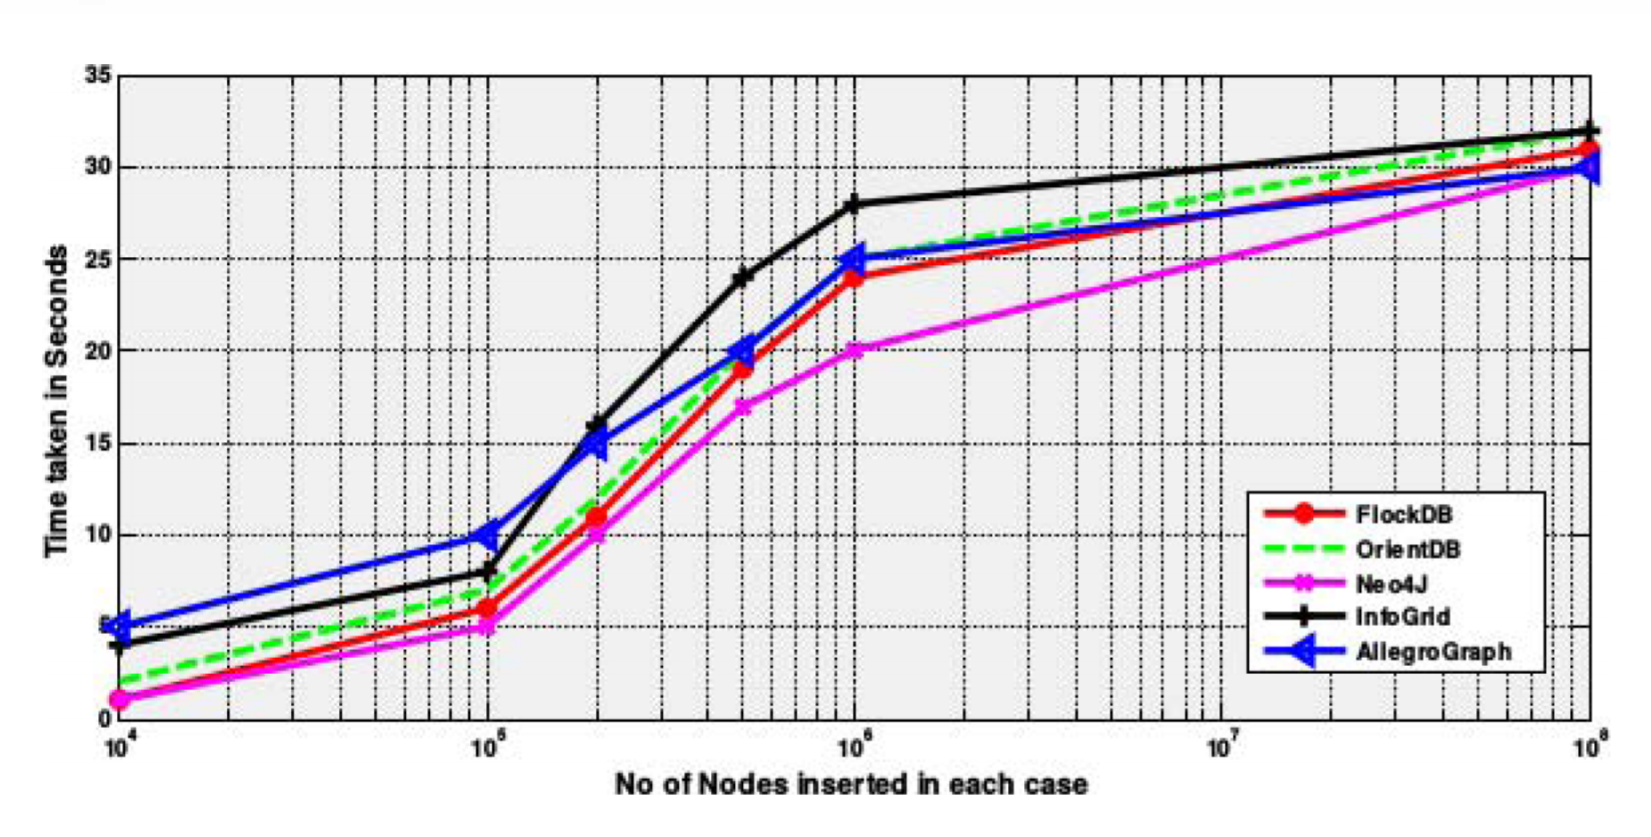 35
30
25
20
15
10
5
0
Time taken in Seconds
10⁴ 10⁵ 10⁶ 10⁷ 10⁸
No of Nodes inserted in each case
FlockDB
OrientDB
Neo4J
InfoGrid
AllegroGraph